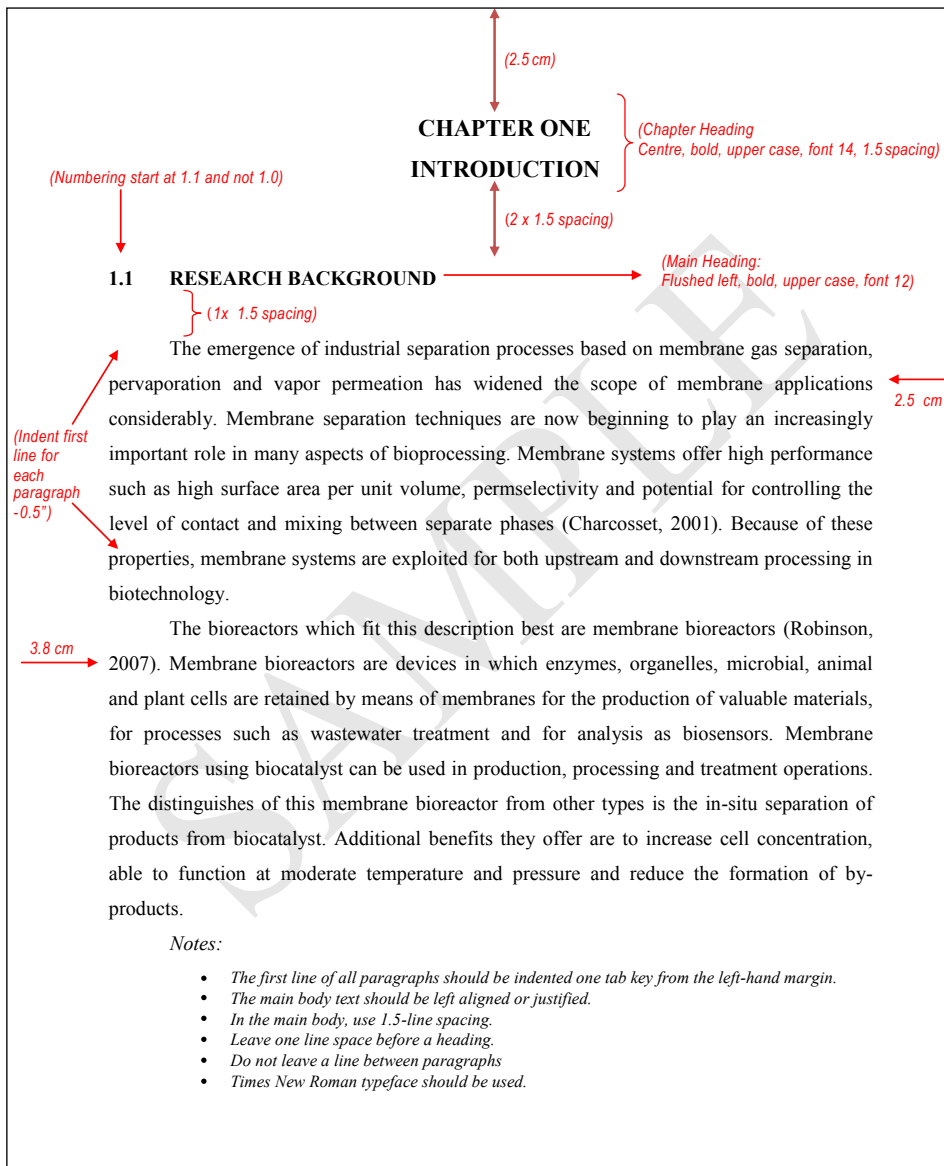 (2.5 cm)
CHAPTER ONE
INTRODUCTION
(Chapter Heading
Centre, bold, upper case, font 14, 1.5 spacing)
(Numbering start at 1.1 and not 1.0)
(2 x 1.5 spacing)
1.1 RESEARCH BACKGROUND
(Main Heading:
Flushed left, bold, upper case, font 12)
(1x 1.5 spacing)
The emergence of industrial separation processes based on membrane gas separation,
pervaporation and vapor permeation has widened the scope of membrane applications
considerably. Membrane separation techniques are now beginning to play an increasingly
important role in many aspects of bioprocessing. Membrane systems offer high performance
such as high surface area per unit volume, permselectivity and potential for controlling the
level of contact and mixing between separate phases (Charcosset, 2001). Because of these
properties, membrane systems are exploited for both upstream and downstream processing in
biotechnology.
2.5 cm
(Indent first
line for
each
paragraph
-0.5")
The bioreactors which fit this description best are membrane bioreactors (Robinson,
2007). Membrane bioreactors are devices in which enzymes, organelles, microbial, animal
and plant cells are retained by means of membranes for the production of valuable materials,
for processes such as wastewater treatment and for analysis as biosensors. Membrane
bioreactors using biocatalyst can be used in production, processing and treatment operations.
The distinguishes of this membrane bioreactor from other types is the in-situ separation of
products from biocatalyst. Additional benefits they offer are to increase cell concentration,
able to function at moderate temperature and pressure and reduce the formation of by-
products.
3.8 cm
Notes:
• The first line of all paragraphs should be indented one tab key from the left-hand margin.
• The main body text should be left aligned or justified.
• In the main body, use 1.5-line spacing.
• Leave one line space before a heading.
• Do not leave a line between paragraphs
• Times New Roman typeface should be used.
SAMPLE